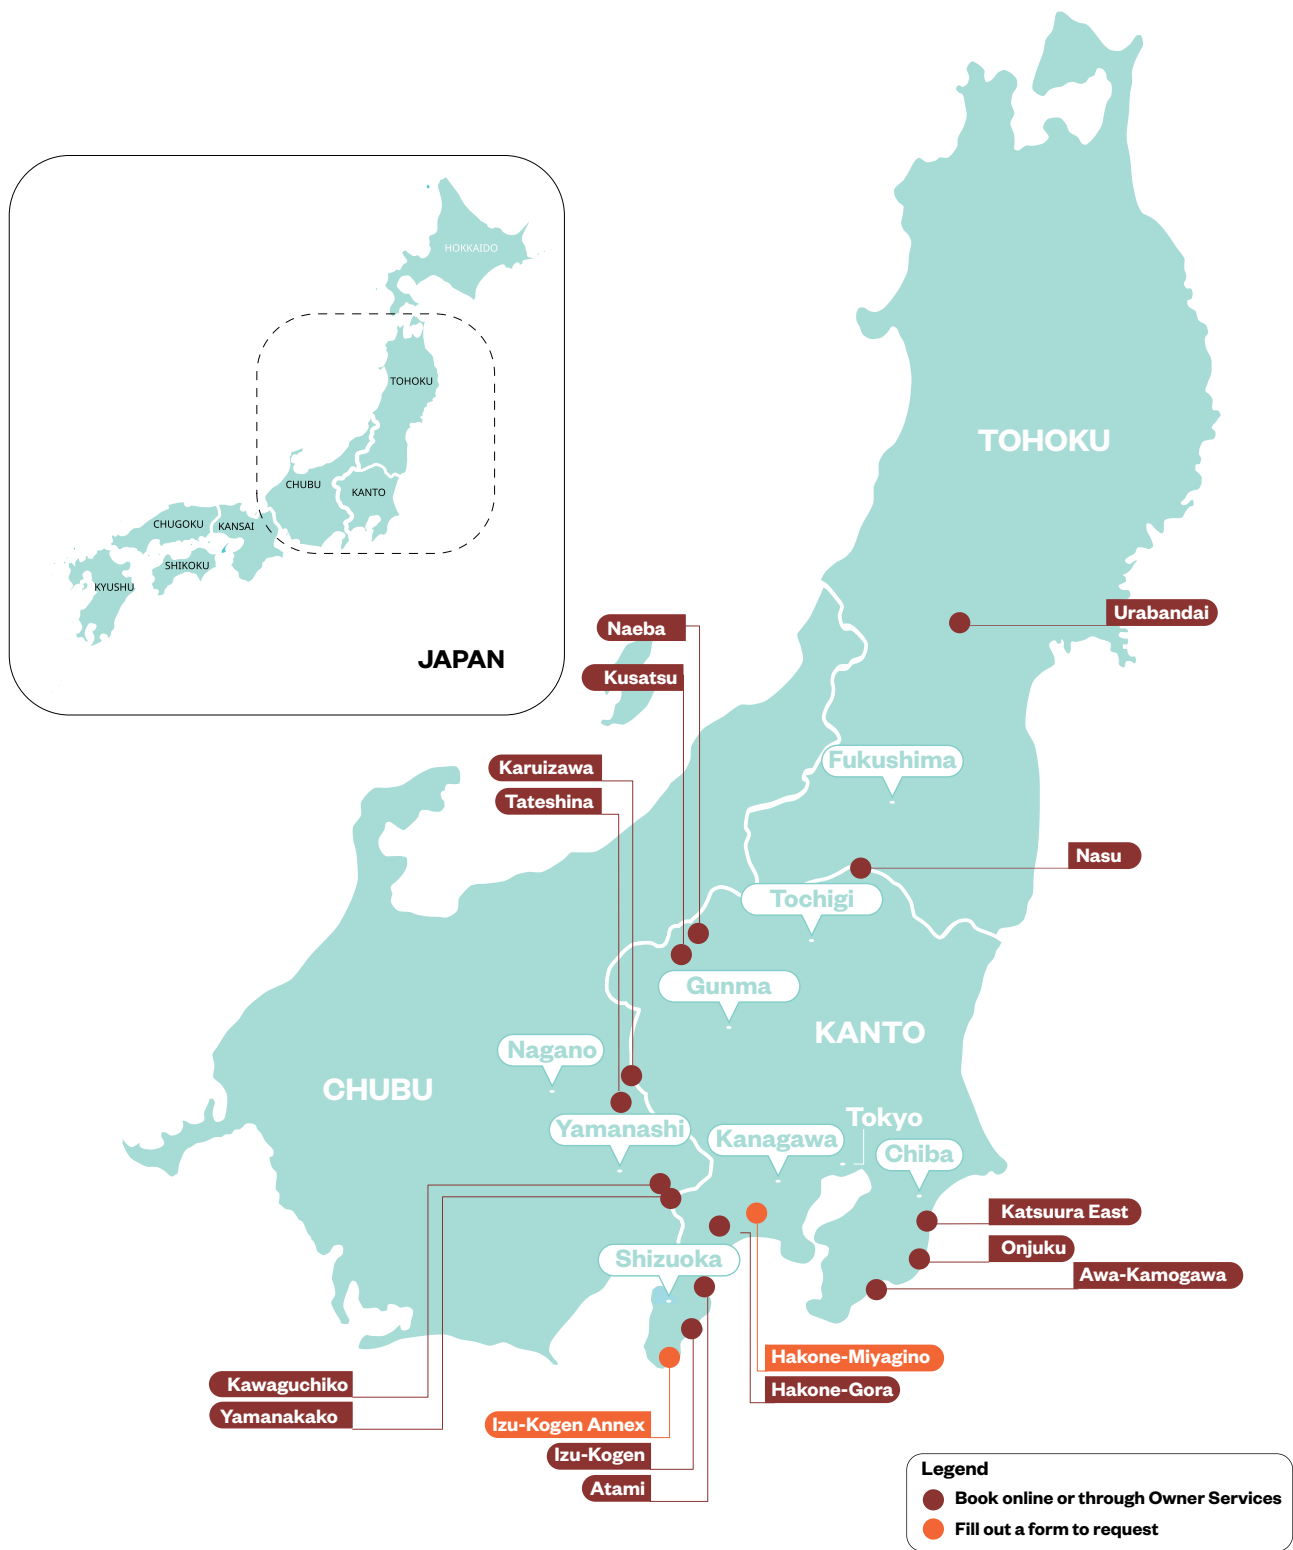 HOKKAIDO
TOHOKU
CHUBU
KANTO
CHUGOKU
KANSAI
SHIKOKU
KYUSHU
JAPAN
TOHOKU
Urabandai
Naeba
Kusatsu
Fukushima
Karuizawa
Tateshina
Nasu
Tochigi
Gunma
KANTO
Nagano
CHUBU
Tokyo
Yamanashi
Kanagawa
Chiba
Katsuura East
Onjuku
Shizuoka
Awa-Kamogawa
Hakone-Miyagino
Kawaguchiko
Hakone-Gora
Yamanakako
Izu-Kogen Annex
Izu-Kogen
Atami
Legend
Book online or through Owner Services
Fill out a form to request